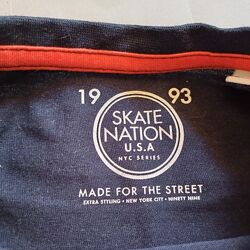 19 93
SKATE
NATION
U.S.A
NYC SERIES
MADE FOR THE STREET
EXTRA STYLING • NEW YORK CITY • NINETY NINE